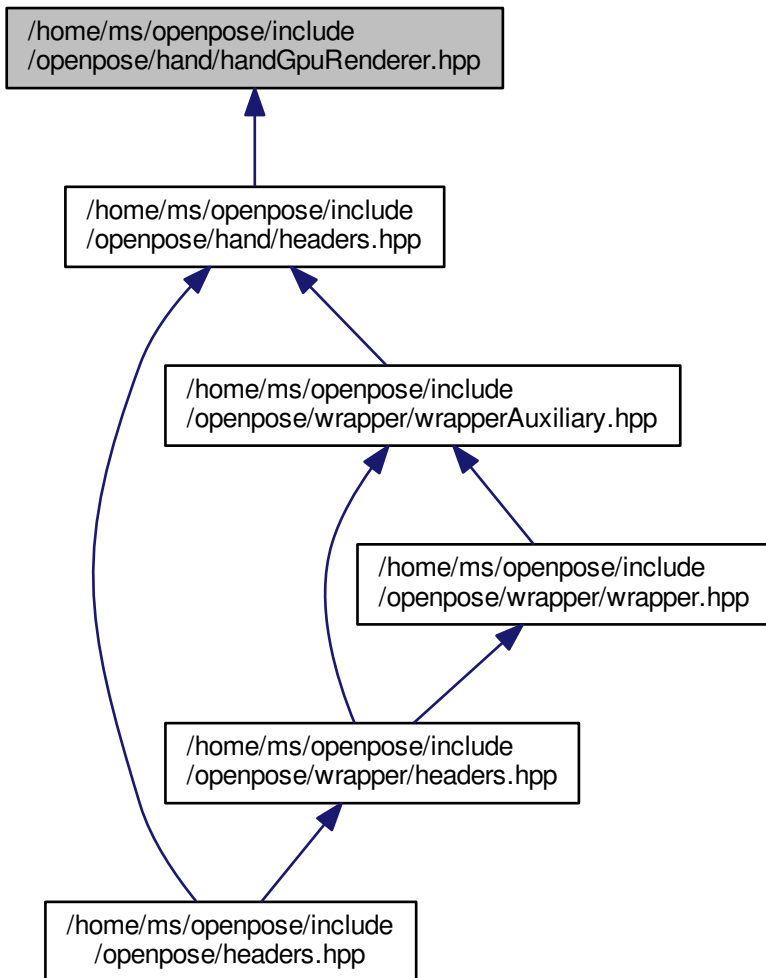 /home/ms/openpose/include
/openpose/hand/handGpuRenderer.hpp
/home/ms/openpose/include
/openpose/hand/headers.hpp
/home/ms/openpose/include
/openpose/wrapper/wrapperAuxiliary.hpp
/home/ms/openpose/include
/openpose/wrapper/wrapper.hpp
/home/ms/openpose/include
/openpose/wrapper/headers.hpp
/home/ms/openpose/include
/openpose/headers.hpp